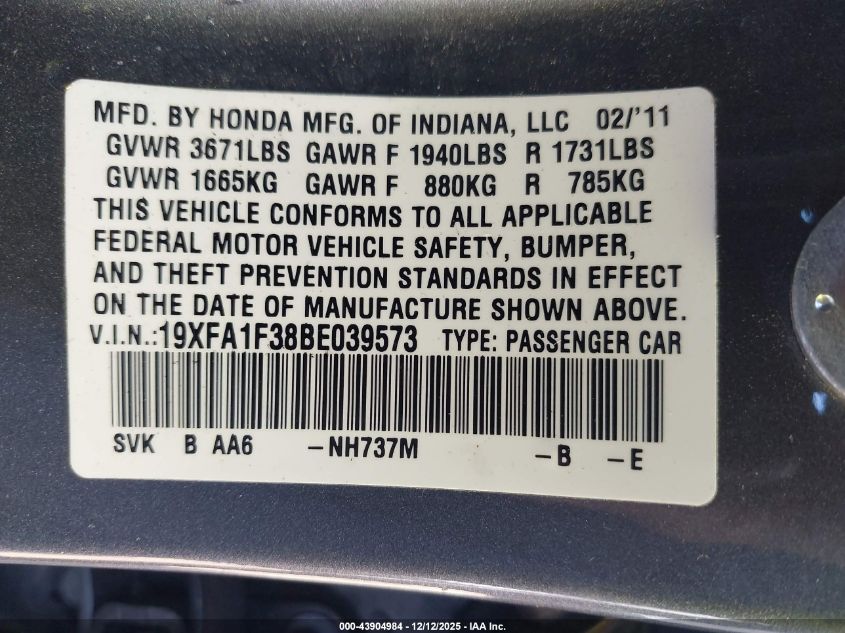 MFD. BY HONDA MFG. OF INDIANA, LLC 02/'11
GVWR 3671LBS GAWR F 1940LBS R 1731LBS
GVWR 1665KG GAWR F 880KG R 785KG
THIS VEHICLE CONFORMS TO ALL APPLICABLE
FEDERAL MOTOR VEHICLE SAFETY, BUMPER,
AND THEFT PREVENTION STANDARDS IN EFFECT
ON THE DATE OF MANUFACTURE SHOWN ABOVE.
V.I.N.:19XFA1F38BE039573 TYPE: PASSENGER CAR
SVK B AA6 -NH737M -B -E
000-43904984 - 12/12/2025 - IAA Inc.